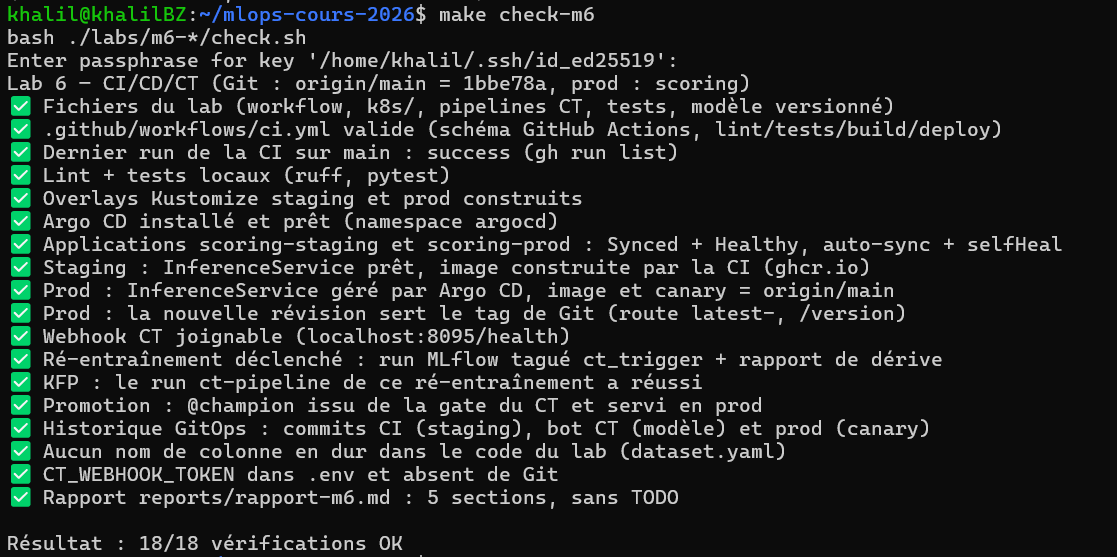 khalil@khalilBZ:~/mlops-cours-2026$ make check-m6
bash ./labs/m6-*/check.sh
Enter passphrase for key '/home/khalil/.ssh/id_ed25519':
Lab 6 — CI/CD/CT (Git : origin/main = 1bbe78a, prod : scoring)
✅ Fichiers du lab (workflow, k8s/, pipelines CT, tests, modèle versionné)
✅ .github/workflows/ci.yml valide (schéma GitHub Actions, lint/tests/build/deploy)
✅ Dernier run de la CI sur main : success (gh run list)
✅ Lint + tests locaux (ruff, pytest)
✅ Overlays Kustomize staging et prod construits
✅ Argo CD installé et prêt (namespace argocd)
✅ Applications scoring-staging et scoring-prod : Synced + Healthy, auto-sync + selfHeal
✅ Staging : InferenceService prêt, image construite par la CI (ghcr.io)
✅ Prod : InferenceService géré par Argo CD, image et canary = origin/main
✅ Prod : la nouvelle révision sert le tag de Git (route latest-, /version)
✅ Webhook CT joignable (localhost:8095/health)
✅ Ré-entraînement déclenché : run MLflow tagué ct_trigger + rapport de dérive
✅ KFP : le run ct-pipeline de ce ré-entraînement a réussi
✅ Promotion : @champion issu de la gate du CT et servi en prod
✅ Historique GitOps : commits CI (staging), bot CT (modèle) et prod (canary)
✅ Aucun nom de colonne en dur dans le code du lab (dataset.yaml)
✅ CT_WEBHOOK_TOKEN dans .env et absent de Git
✅ Rapport reports/rapport-m6.md : 5 sections, sans TODO
Résultat : 18/18 vérifications OK